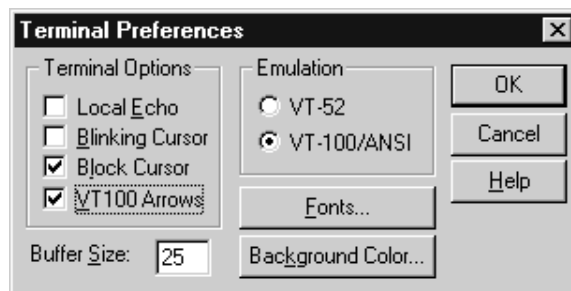 Terminal Preferences
Terminal Options
Local Echo
Blinking Cursor
Block Cursor
VT100 Arrows
Buffer Size: 25
Emulation
VT-52
VT-100/ANSI
Fonts...
Background Color...
OK
Cancel
Help